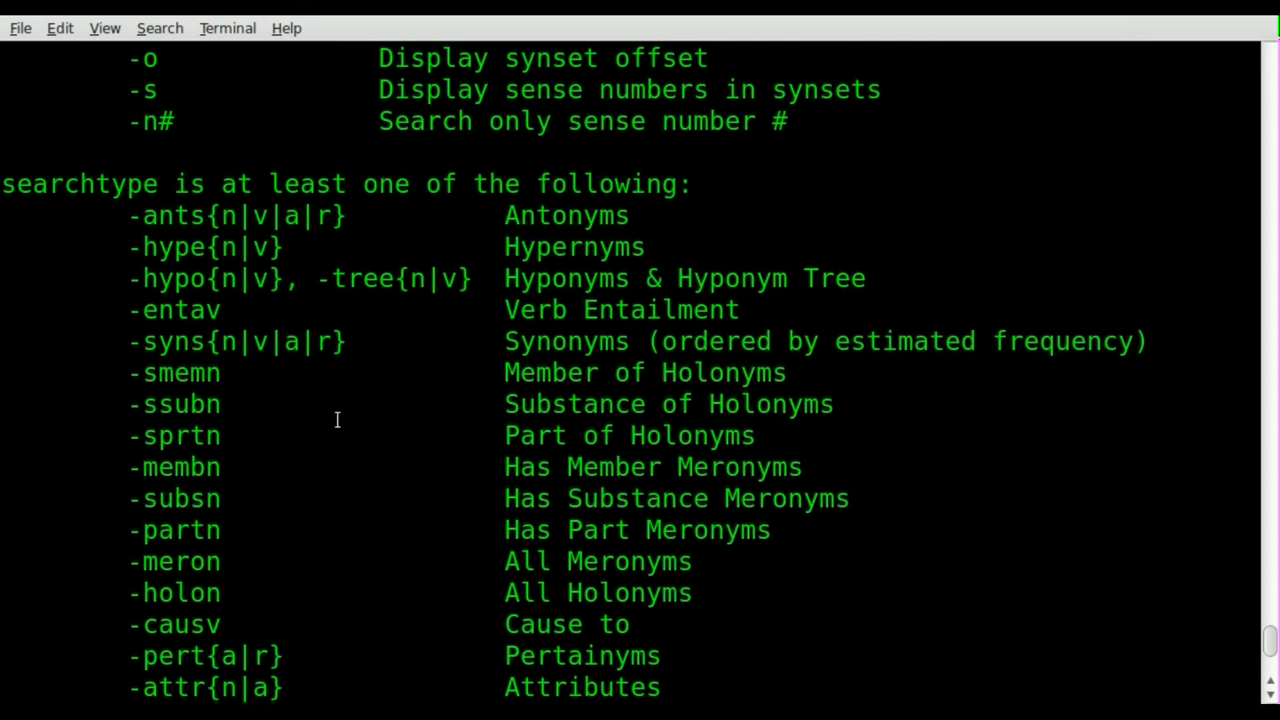 File Edit View Search Terminal Help
-o Display synset offset
-s Display sense numbers in synsets
-n# Search only sense number #
searchtype is at least one of the following:
-ants{n|v|a|r} Antonyms
-hype{n|v} Hypernyms
-hypo{n|v}, -tree{n|v} Hyponyms & Hyponym Tree
-entav Verb Entailment
-syns{n|v|a|r} Synonyms (ordered by estimated frequency)
-smemn Member of Holonyms
-ssubn Substance of Holonyms
-sprtn Part of Holonyms
-membn Has Member Meronyms
-subsn Has Substance Meronyms
-partn Has Part Meronyms
-meron All Meronyms
-holon All Holonyms
-causv Cause to
-pert{a|r} Pertainyms
-attr{n|a} Attributes